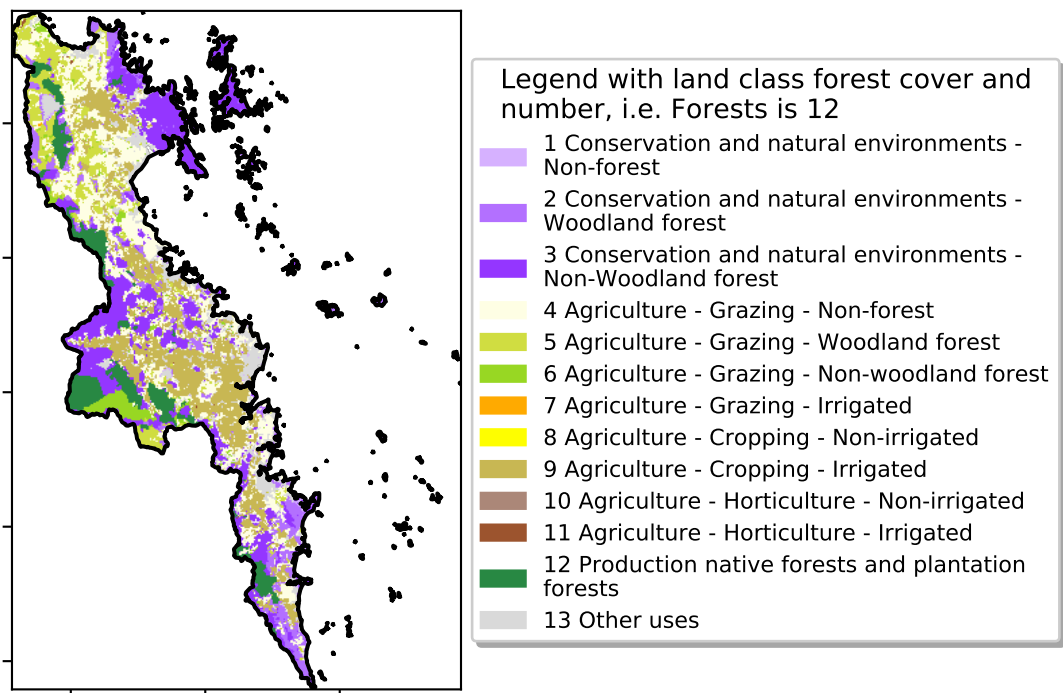 Legend with land class forest cover and
number, i.e. Forests is 12
1 Conservation and natural environments -
Non-forest
2 Conservation and natural environments -
Woodland forest
3 Conservation and natural environments -
Non-Woodland forest
4 Agriculture - Grazing - Non-forest
5 Agriculture - Grazing - Woodland forest
6 Agriculture - Grazing - Non-woodland forest
7 Agriculture - Grazing - Irrigated
8 Agriculture - Cropping - Non-irrigated
9 Agriculture - Cropping - Irrigated
10 Agriculture - Horticulture - Non-irrigated
11 Agriculture - Horticulture - Irrigated
12 Production native forests and plantation
forests
13 Other uses